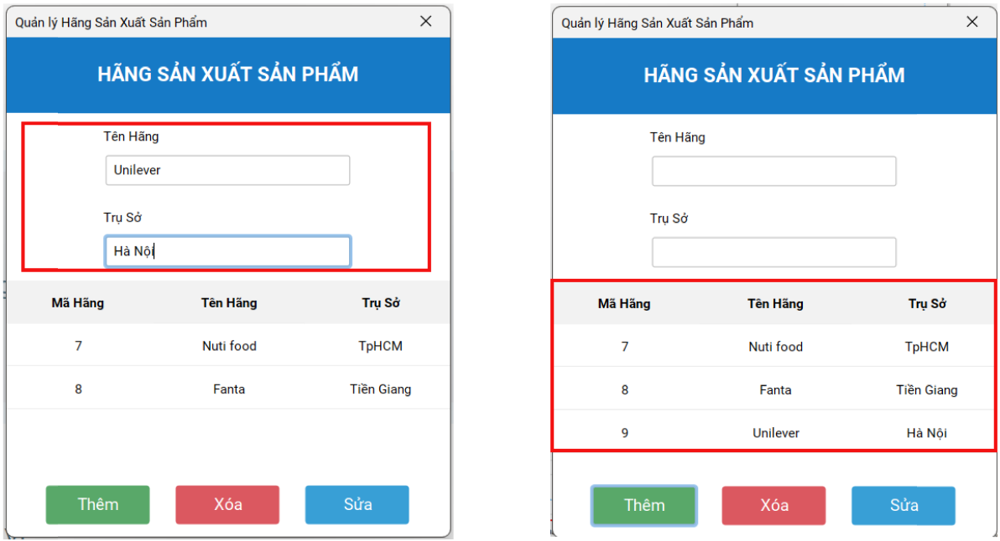 Quản lý Hãng Sản Xuất Sản Phẩm
HÃNG SẢN XUẤT SẢN PHẨM
Tên Hãng
Unilever
Trụ Sở
Hà Nội
Mã Hãng Tên Hãng Trụ Sở
7 Nuti food TpHCM
8 Fanta Tiền Giang
Thêm Xóa Sửa
Quản lý Hãng Sản Xuất Sản Phẩm
HÃNG SẢN XUẤT SẢN PHẨM
Tên Hãng
Trụ Sở
Mã Hãng Tên Hãng Trụ Sở
7 Nuti food TpHCM
8 Fanta Tiền Giang
9 Unilever Hà Nội
Thêm Xóa Sửa